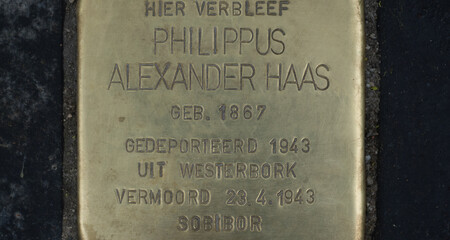 HIER VERBLEEF
PHILIPPUS
ALEXANDER HAAS
GEB. 1867
GEDEPORTEERD 1943
UIT WESTERBORK
VERMOORD 23.4.1943
SOBIBOR